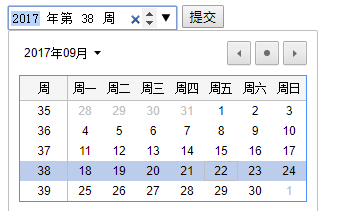 2017 年第 38 周 提交
2017年09月
周 周一 周二 周三 周四 周五 周六 周日
35 28 29 30 31 1 2 3
36 4 5 6 7 8 9 10
37 11 12 13 14 15 16 17
38 18 19 20 21 22 23 24
39 25 26 27 28 29 30 1